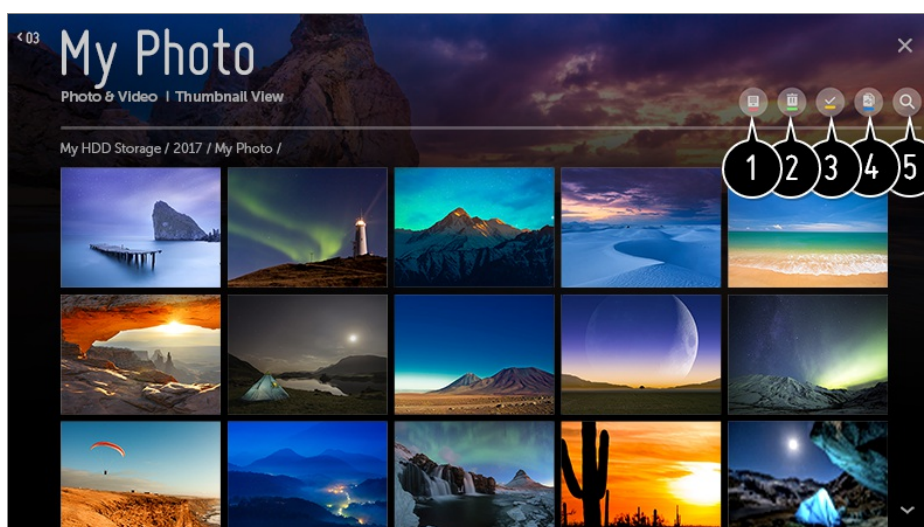 <03
My Photo
Photo & Video | Thumbnail View
My HDD Storage / 2017 / My Photo /
1 2 3 4 5